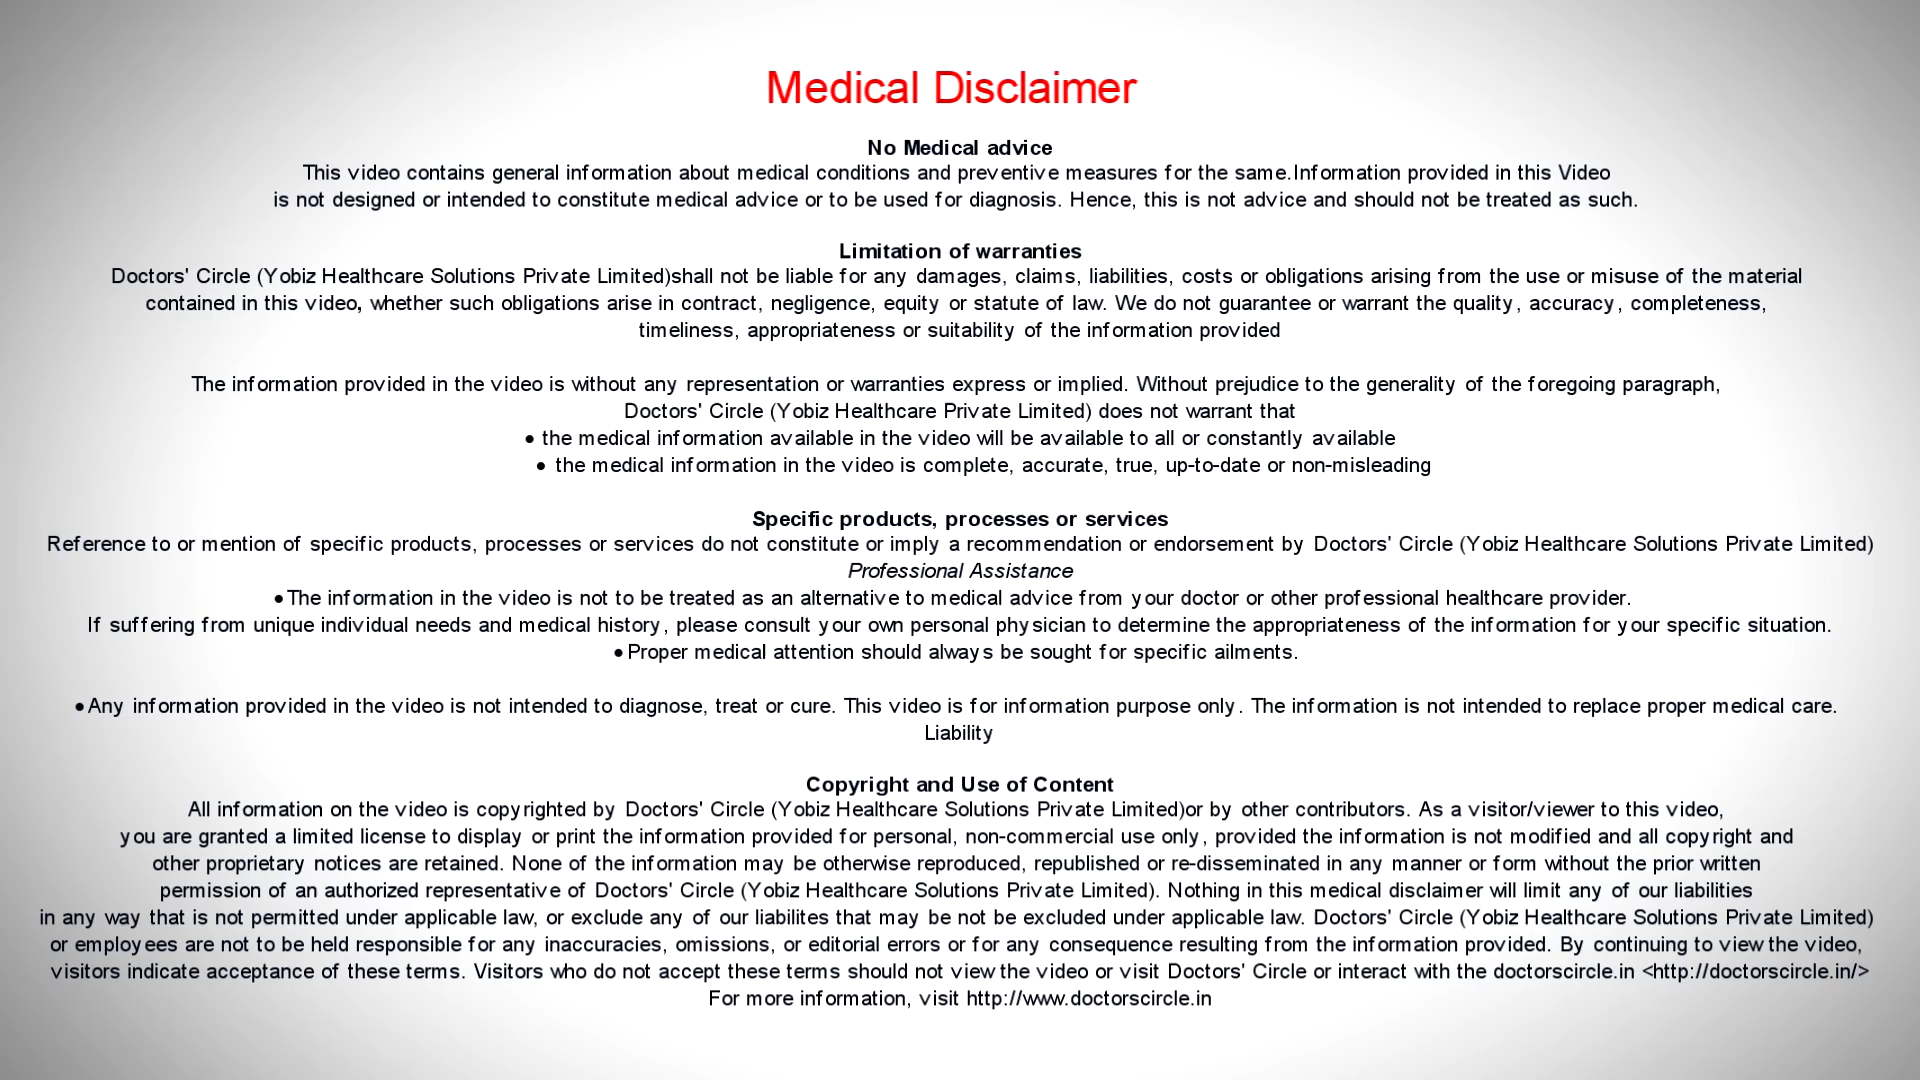 Medical Disclaimer
No Medical advice
This video contains general information about medical conditions and preventive measures for the same.Information provided in this Video
is not designed or intended to constitute medical advice or to be used for diagnosis. Hence, this is not advice and should not be treated as such.
Limitation of warranties
Doctors' Circle (Yobiz Healthcare Solutions Private Limited)shall not be liable for any damages, claims, liabilities, costs or obligations arising from the use or misuse of the material
contained in this video, whether such obligations arise in contract, negligence, equity or statute of law. We do not guarantee or warrant the quality, accuracy, completeness,
timeliness, appropriateness or suitability of the information provided
The information provided in the video is without any representation or warranties express or implied. Without prejudice to the generality of the foregoing paragraph,
Doctors' Circle (Yobiz Healthcare Private Limited) does not warrant that
• the medical information available in the video will be available to all or constantly available
• the medical information in the video is complete, accurate, true, up-to-date or non-misleading
Specific products, processes or services
Reference to or mention of specific products, processes or services do not constitute or imply a recommendation or endorsement by Doctors' Circle (Yobiz Healthcare Solutions Private Limited)
Professional Assistance
•The information in the video is not to be treated as an alternative to medical advice from your doctor or other professional healthcare provider.
If suffering from unique individual needs and medical history, please consult your own personal physician to determine the appropriateness of the information for your specific situation.
•Proper medical attention should always be sought for specific ailments.
•Any information provided in the video is not intended to diagnose, treat or cure. This video is for information purpose only. The information is not intended to replace proper medical care.
Liability
Copyright and Use of Content
All information on the video is copyrighted by Doctors' Circle (Yobiz Healthcare Solutions Private Limited)or by other contributors. As a visitor/viewer to this video,
you are granted a limited license to display or print the information provided for personal, non-commercial use only, provided the information is not modified and all copyright and
other proprietary notices are retained. None of the information may be otherwise reproduced, republished or re-disseminated in any manner or form without the prior written
permission of an authorized representative of Doctors' Circle (Yobiz Healthcare Solutions Private Limited). Nothing in this medical disclaimer will limit any of our liabilities
in any way that is not permitted under applicable law, or exclude any of our liabilites that may be not be excluded under applicable law. Doctors' Circle (Yobiz Healthcare Solutions Private Limited)
or employees are not to be held responsible for any inaccuracies, omissions, or editorial errors or for any consequence resulting from the information provided. By continuing to view the video,
visitors indicate acceptance of these terms. Visitors who do not accept these terms should not view the video or visit Doctors' Circle or interact with the doctorscircle.in <http://doctorscircle.in/>
For more information, visit http://www.doctorscircle.in